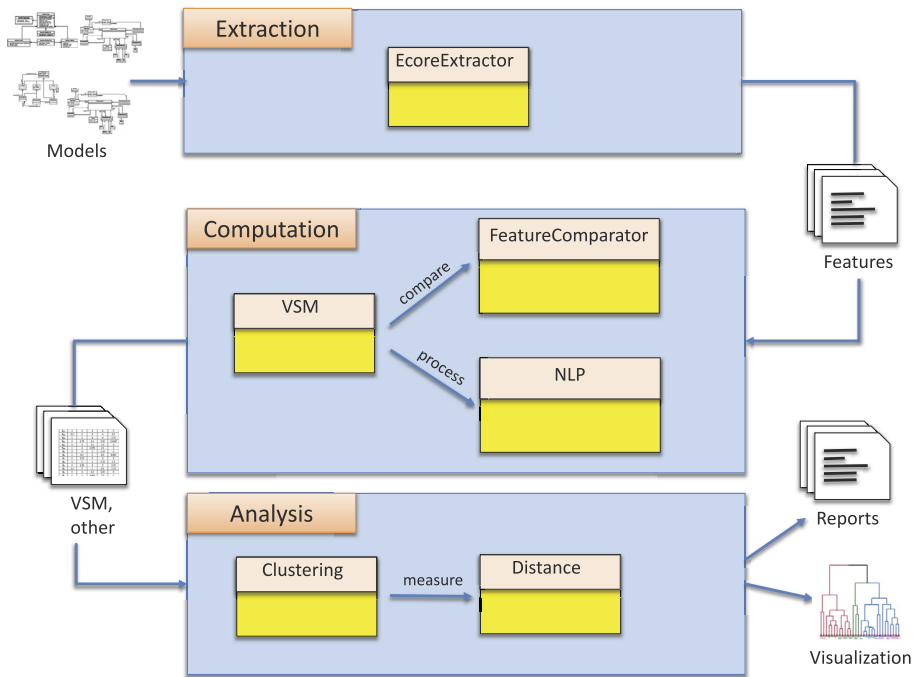 Extraction
EcoreExtractor
Models
Features
Computation
FeatureComparator
compare
VSM
process
NLP
VSM,
other
Analysis
Clustering
measure
Distance
Reports
Visualization